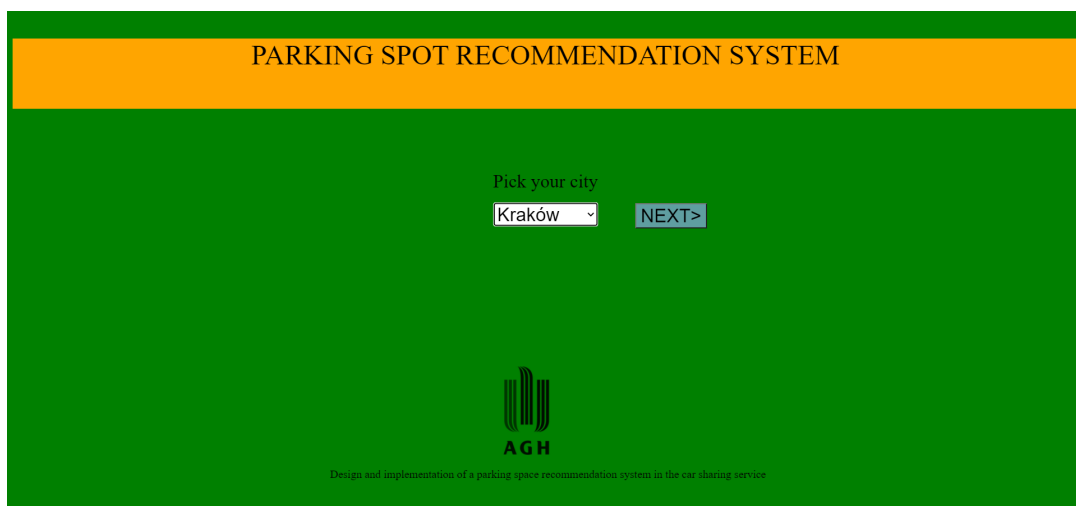 PARKING SPOT RECOMMENDATION SYSTEM
Pick your city
Kraków NEXT>
AGH
Design and implementation of a parking space recommendation system in the car sharing service